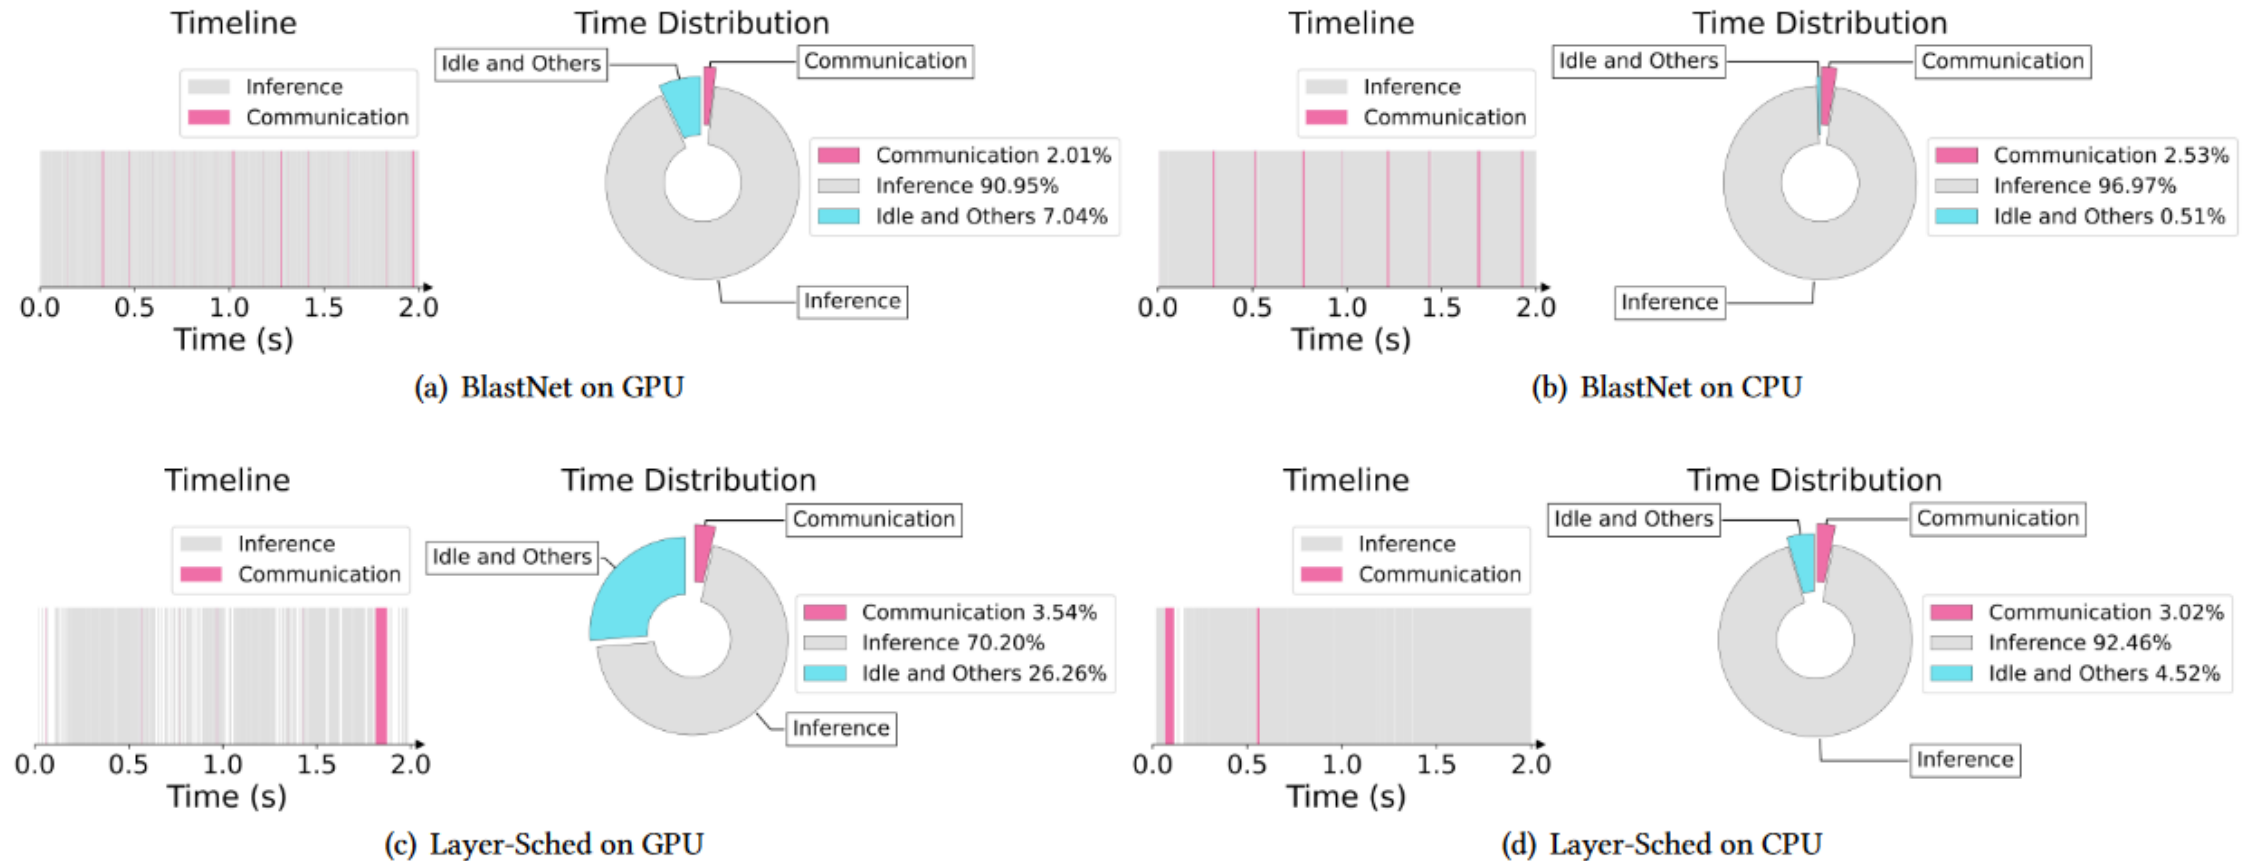 Timeline
Time Distribution
Idle and Others
Communication
Inference
Communication
Communication 2.01%
Inference 90.95%
Idle and Others 7.04%
Inference
0.0 0.5 1.0 1.5 2.0
Time (s)
(a) BlastNet on GPU
Timeline
Time Distribution
Idle and Others
Communication
Inference
Communication
Communication 2.53%
Inference 96.97%
Idle and Others 0.51%
Inference
0.0 0.5 1.0 1.5 2.0
Time (s)
(b) BlastNet on CPU
Timeline
Time Distribution
Communication
Idle and Others
Inference
Communication
Communication 3.54%
Inference 70.20%
Idle and Others 26.26%
Inference
0.0 0.5 1.0 1.5 2.0
Time (s)
(c) Layer-Sched on GPU
Timeline
Time Distribution
Idle and Others
Communication
Inference
Communication
Communication 3.02%
Inference 92.46%
Idle and Others 4.52%
Inference
0.0 0.5 1.0 1.5 2.0
Time (s)
(d) Layer-Sched on CPU